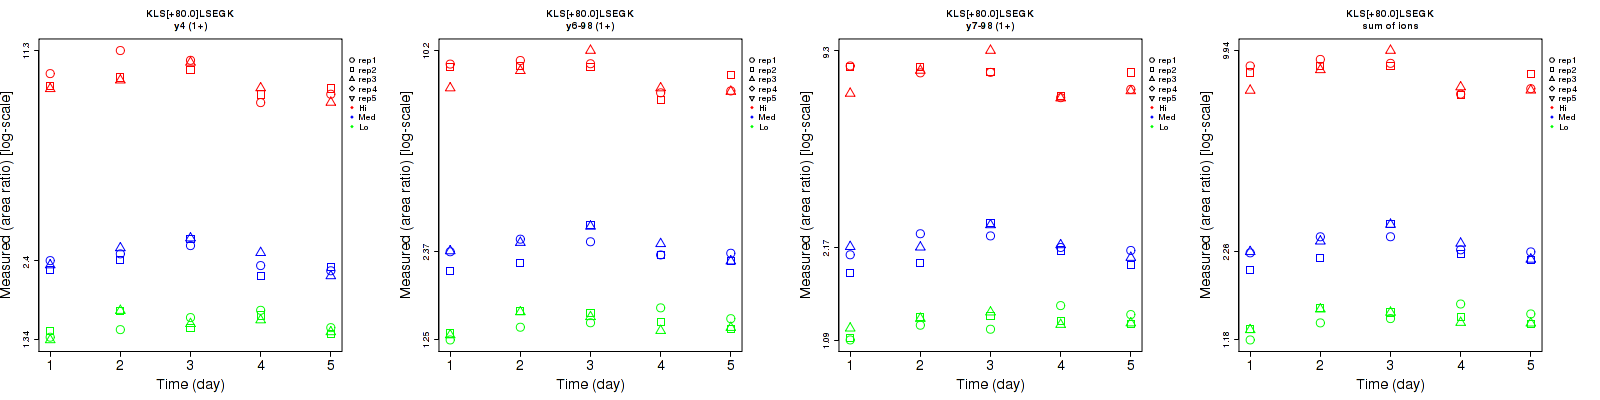 KLS[+80.0]LSEGK
y4 (1+)
Measured (area ratio) [log-scale]
11.3
2.4
1.34
1 2 3 4 5
Time (day)
rep1
rep2
rep3
rep4
rep5
Hi
Med
Lo
KLS[+80.0]LSEGK
y6-98 (1+)
Measured (area ratio) [log-scale]
10.2
2.37
1.25
1 2 3 4 5
Time (day)
rep1
rep2
rep3
rep4
rep5
Hi
Med
Lo
KLS[+80.0]LSEGK
y7-98 (1+)
Measured (area ratio) [log-scale]
9.3
2.17
1.09
1 2 3 4 5
Time (day)
rep1
rep2
rep3
rep4
rep5
Hi
Med
Lo
KLS[+80.0]LSEGK
sum of ions
Measured (area ratio) [log-scale]
9.94
2.26
1.18
1 2 3 4 5
Time (day)
rep1
rep2
rep3
rep4
rep5
Hi
Med
Lo